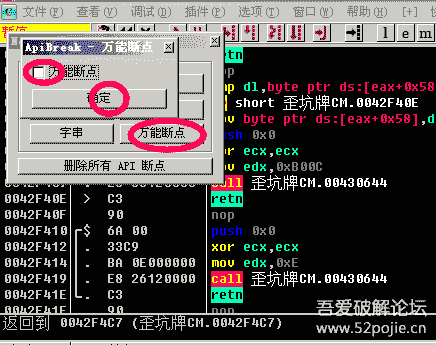 文件(F) 查看(V) 调试(D) 插件(P) 选项(T) 窗口(W) 帮助(H) [+]
暂停
l e m
ApiBreak - 万能断点
万能断点
确定
字串 万能断点
删除所有 API 断点
retn
nop
dl,byte ptr ds:[eax+0x58]
short 歪坑牌CM.0042F40E
byte ptr ds:[eax+0x58],d
push 0x0
xor ecx,ecx
mov edx,0xB00C
call 歪坑牌CM.00430644
0042F40E > C3 retn
0042F40F 90 nop
0042F410 $ 6A 00 push 0x0
0042F412 . 33C9 xor ecx,ecx
0042F414 . BA 0E000000 mov edx,0xE
0042F419 . E8 26120000 call 歪坑牌CM.00430644
0042F41E . C3 retn
0042F41F 90 nop
返回到 0042F4C7 (歪坑牌CM.0042F4C7)
吾爱破解论坛
www.52pojie.cn